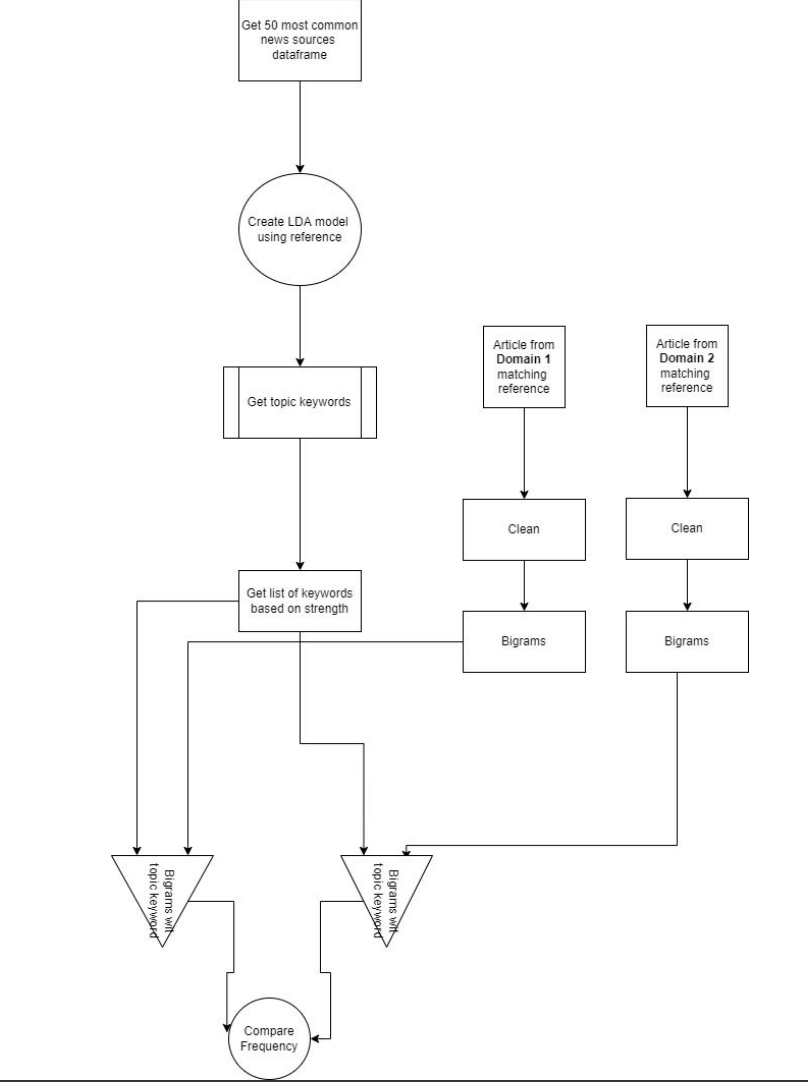 Get 50 most common
news sources
dataframe
Create LDA model
using reference
Get topic keywords
Article from
Domain 1
matching
reference
Article from
Domain 2
matching
reference
Clean
Clean
Get list of keywords
based on strength
Bigrams
Bigrams
Bigrams wit
topic keyword
Bigrams wit
topic keyword
Compare
Frequency